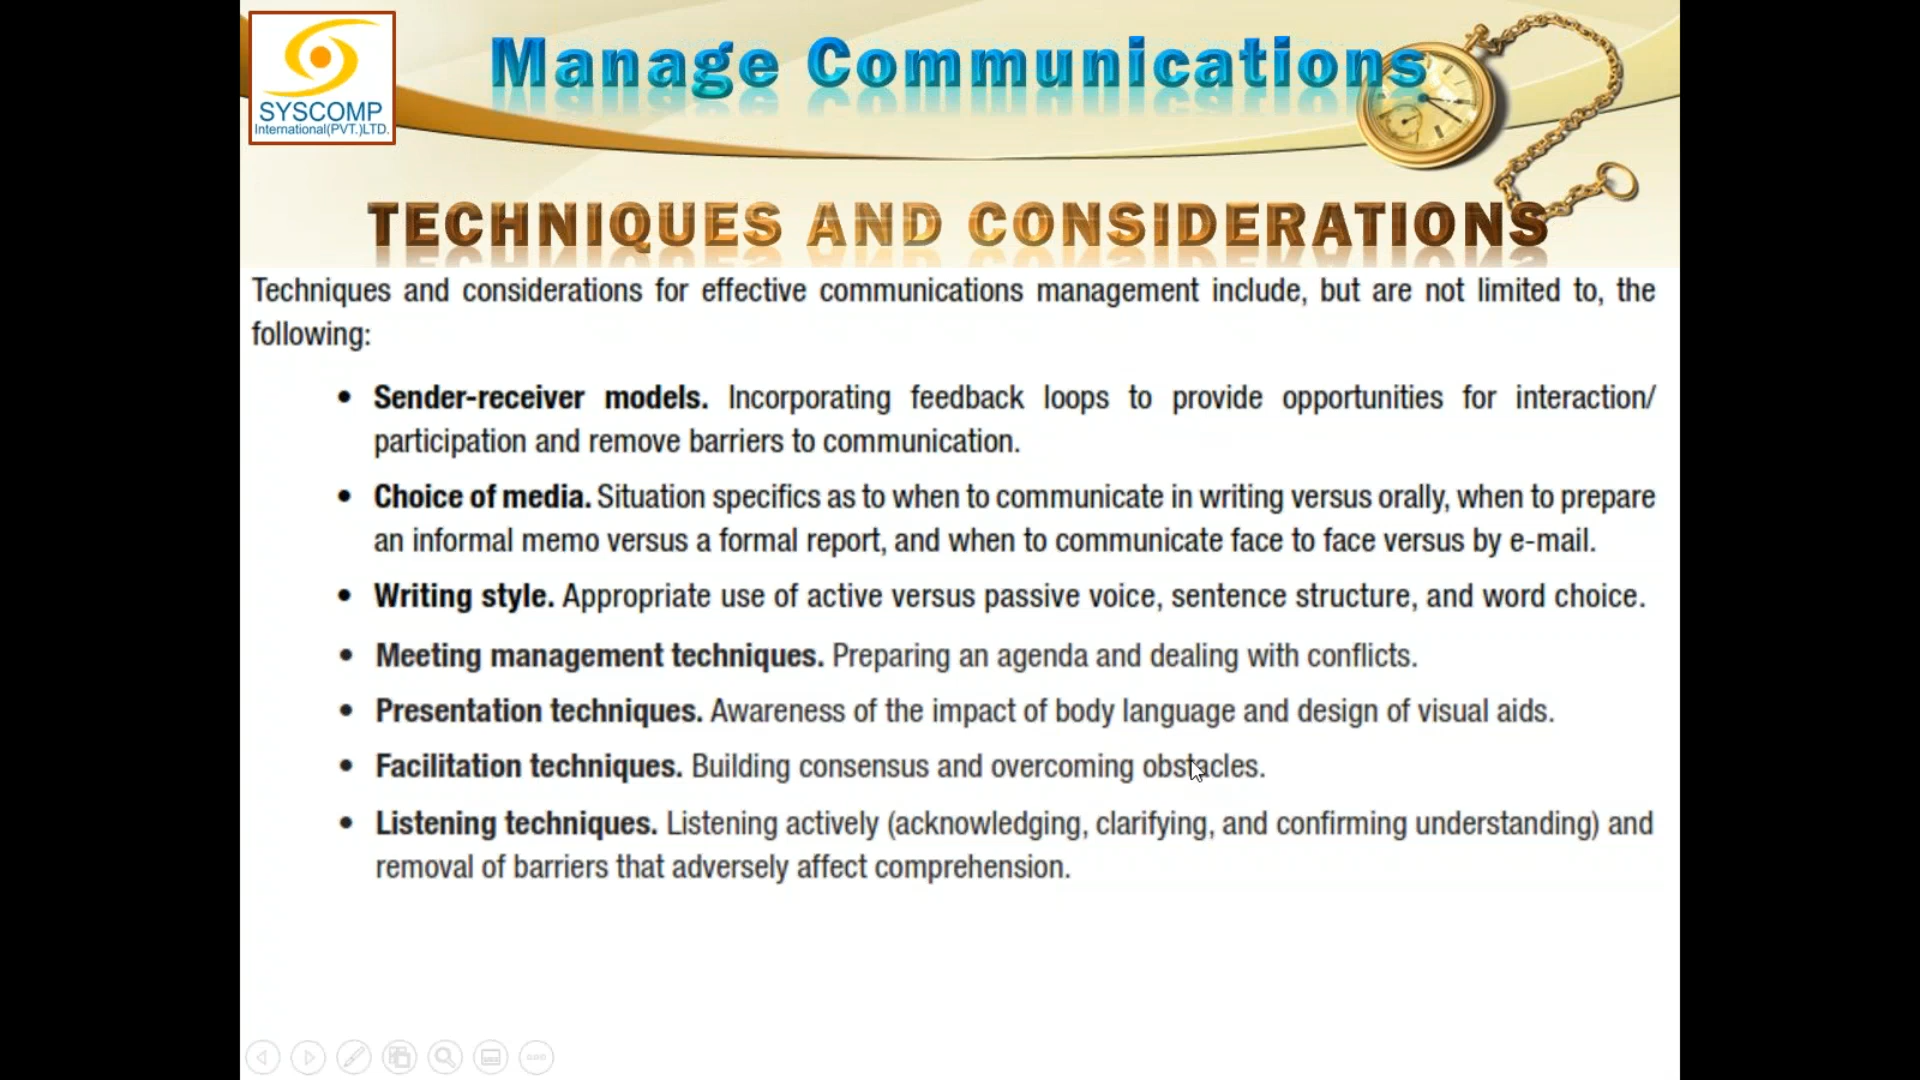 SYSCOMP
International(PVT.)LTD.
Manage Communications
TECHNIQUES AND CONSIDERATIONS
Techniques and considerations for effective communications management include, but are not limited to, the
following:
• Sender-receiver models. Incorporating feedback loops to provide opportunities for interaction/
participation and remove barriers to communication.
• Choice of media. Situation specifics as to when to communicate in writing versus orally, when to prepare
an informal memo versus a formal report, and when to communicate face to face versus by e-mail.
• Writing style. Appropriate use of active versus passive voice, sentence structure, and word choice.
• Meeting management techniques. Preparing an agenda and dealing with conflicts.
• Presentation techniques. Awareness of the impact of body language and design of visual aids.
• Facilitation techniques. Building consensus and overcoming obstacles.
• Listening techniques. Listening actively (acknowledging, clarifying, and confirming understanding) and
removal of barriers that adversely affect comprehension.